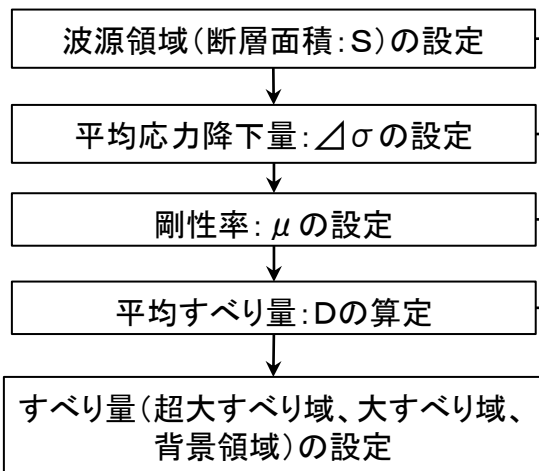 波源領域(断層面積:S)の設定
平均応力降下量:⊿σの設定
剛性率:μの設定
平均すべり量:Dの算定
すべり量(超大すべり域、大すべり域、
背景領域)の設定